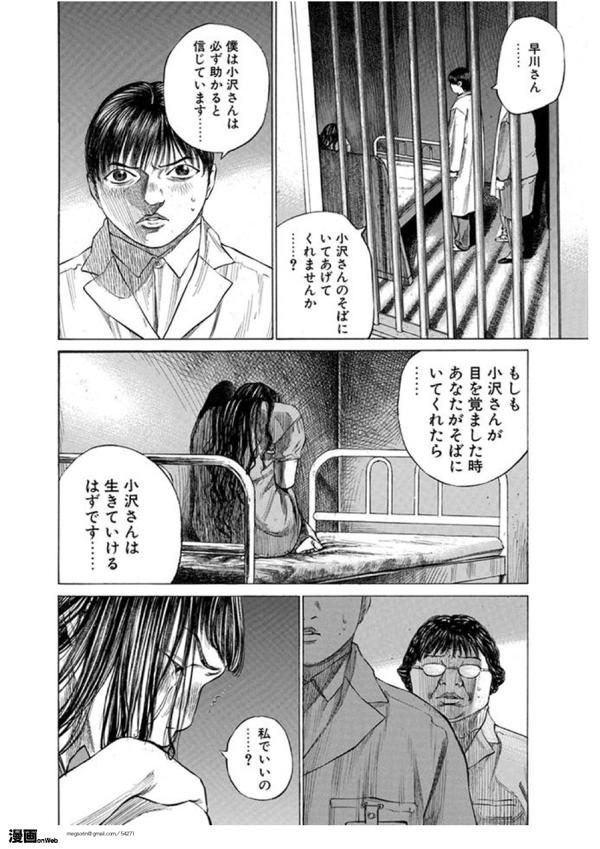 早川さん
……
僕は小沢さんは
必ず助かると
信じています……
小沢さんのそばに
いてあげて
くれませんか
……?
もしも
小沢さんが
目を覚ました時
あなたがそばに
いてくれたら
……
小沢さんは
生きていける
はずです……
私でいいの
……?
漫画onWeb
megaorin@gmail.com/54271